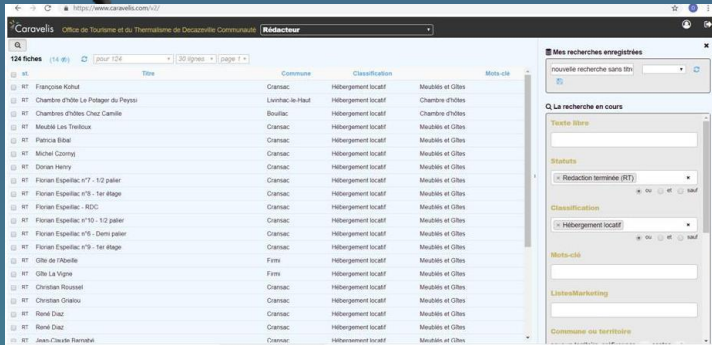 https://www.caravelis.com/v2/
Caravelis Office de Tourisme et du Thermalisme de Decazeville Communauté Rédacteur
124 fiches (14) pour 124 30 lignes page 1
st. Titre Commune Classification Mots-clé
RT Françoise Kohut Cransac Hébergement locatif Meublés et Gîtes
RT Chambre d'hôte Le Potager du Peyssi Livinhac-le-Haut Hébergement locatif Chambre d'hôtes
RT Chambres d'hôtes Chez Camille Bouillac Hébergement locatif Chambre d'hôtes
RT Meublé Les Treilloux Cransac Hébergement locatif Meublés et Gîtes
RT Patricia Bibal Cransac Hébergement locatif Meublés et Gîtes
RT Michel Czornyj Cransac Hébergement locatif Meublés et Gîtes
RT Dorian Henry Cransac Hébergement locatif Meublés et Gîtes
RT Florian Espeillac n°7 - 1/2 palier Cransac Hébergement locatif Meublés et Gîtes
RT Florian Espeillac n°8 - 1er étage Cransac Hébergement locatif Meublés et Gîtes
RT Florian Espeillac - RDC Cransac Hébergement locatif Meublés et Gîtes
RT Florian Espeillac n°10 - 1/2 palier Cransac Hébergement locatif Meublés et Gîtes
RT Florian Espeillac n°6 - Demi palier Cransac Hébergement locatif Meublés et Gîtes
RT Florian Espeillac n°9 - 1er étage Cransac Hébergement locatif Meublés et Gîtes
RT Gîte de l'Abeille Firmi Hébergement locatif Meublés et Gîtes
RT Gîte La Vigne Firmi Hébergement locatif Meublés et Gîtes
RT Christian Roussel Cransac Hébergement locatif Meublés et Gîtes
RT Christian Grialou Cransac Hébergement locatif Meublés et Gîtes
RT René Diaz Cransac Hébergement locatif Meublés et Gîtes
RT René Diaz Cransac Hébergement locatif Meublés et Gîtes
RT Jean-Claude Barnabé Cransac Hébergement locatif Meublés et Gîtes
Mes recherches enregistrées
nouvelle recherche sans titre
La recherche en cours
Texte libre
Statuts
× Rédaction terminée (RT) ×
ou et sauf
Classification
× Hébergement locatif ×
ou et sauf
Mots-clé
ListesMarketing
Commune ou territoire